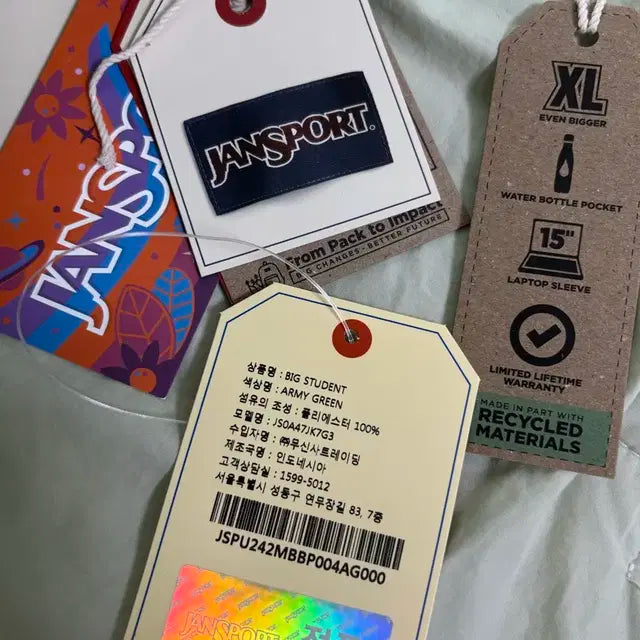 JANSPORT
JANSPORT
From Pack to Impact
CHANGES·BETTER FUTURE
XL
EVEN BIGGER
WATER BOTTLE POCKET
15"
LAPTOP SLEEVE
LIMITED LIFETIME
WARRANTY
MADE IN PART WITH
RECYCLED
MATERIALS
상품명 : BIG STUDENT
색상명 : ARMY GREEN
섬유의 조성 : 폴리에스터 100%
모델명 : JS0A47JK7G3
수입자명 : ㈜무신사트레이딩
제조국명 : 인도네시아
고객상담실 : 1599-5012
서울특별시 성동구 연무장길 83, 7층
JSPU242MBBP004AG000
JANSPORT